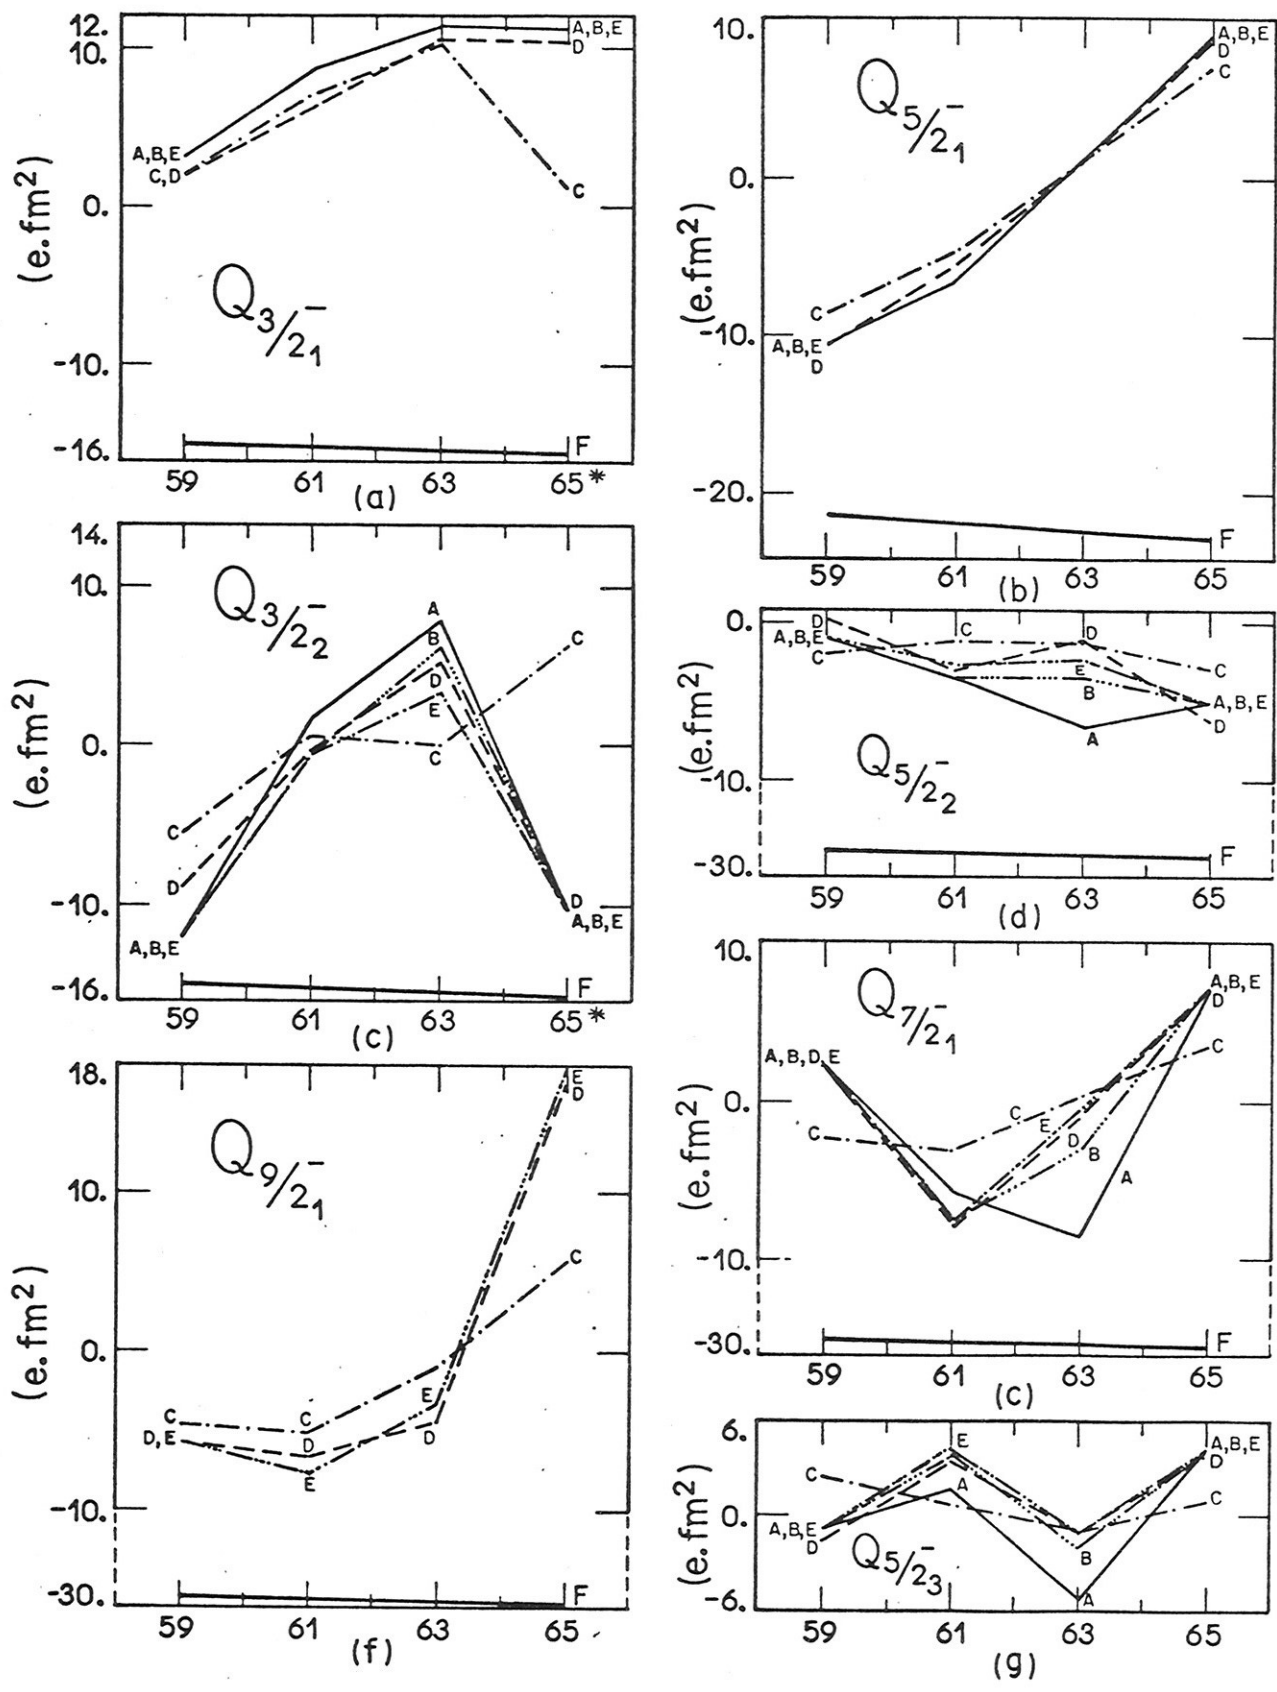 12.
10.
0.
-10.
-16.
(e.fm²)
A,B,E
C,D
A,B,E
D
C
Q3/2₁⁻
F
59 61 63 65*
(a)
10.
0.
-10.
-20.
(e.fm²)
Q5/2₁⁻
A,B,E
D
C
C
A,B,E
D
F
59 61 63 65
(b)
14.
10.
0.
-10.
-16.
(e.fm²)
Q3/2₂⁻
A
B
D
E
C
C
C
D
A,B,E
D
A,B,E
F
59 61 63 65*
(c)
0.
-10.
-30.
(e.fm²)
D
A,B,E
C
C
D
E
B
A
C
A,B,E
D
Q5/2₂⁻
F
59 61 63 65
(d)
10.
0.
-10.
-30.
(e.fm²)
Q7/2₁⁻
A,B,D,E
C
C
E
D
B
A
A,B,E
D
C
F
59 61 63 65
(c)
18.
10.
0.
-10.
-30.
(e.fm²)
Q9/2₁⁻
E
D
C
C
D,E
C
D
E
E
D
F
59 61 63 65
(f)
6.
0.
-6.
(e.fm²)
C
A,B,E
D
E
A
B
A
A,B,E
D
C
Q5/2₃⁻
59 61 63 65
(g)